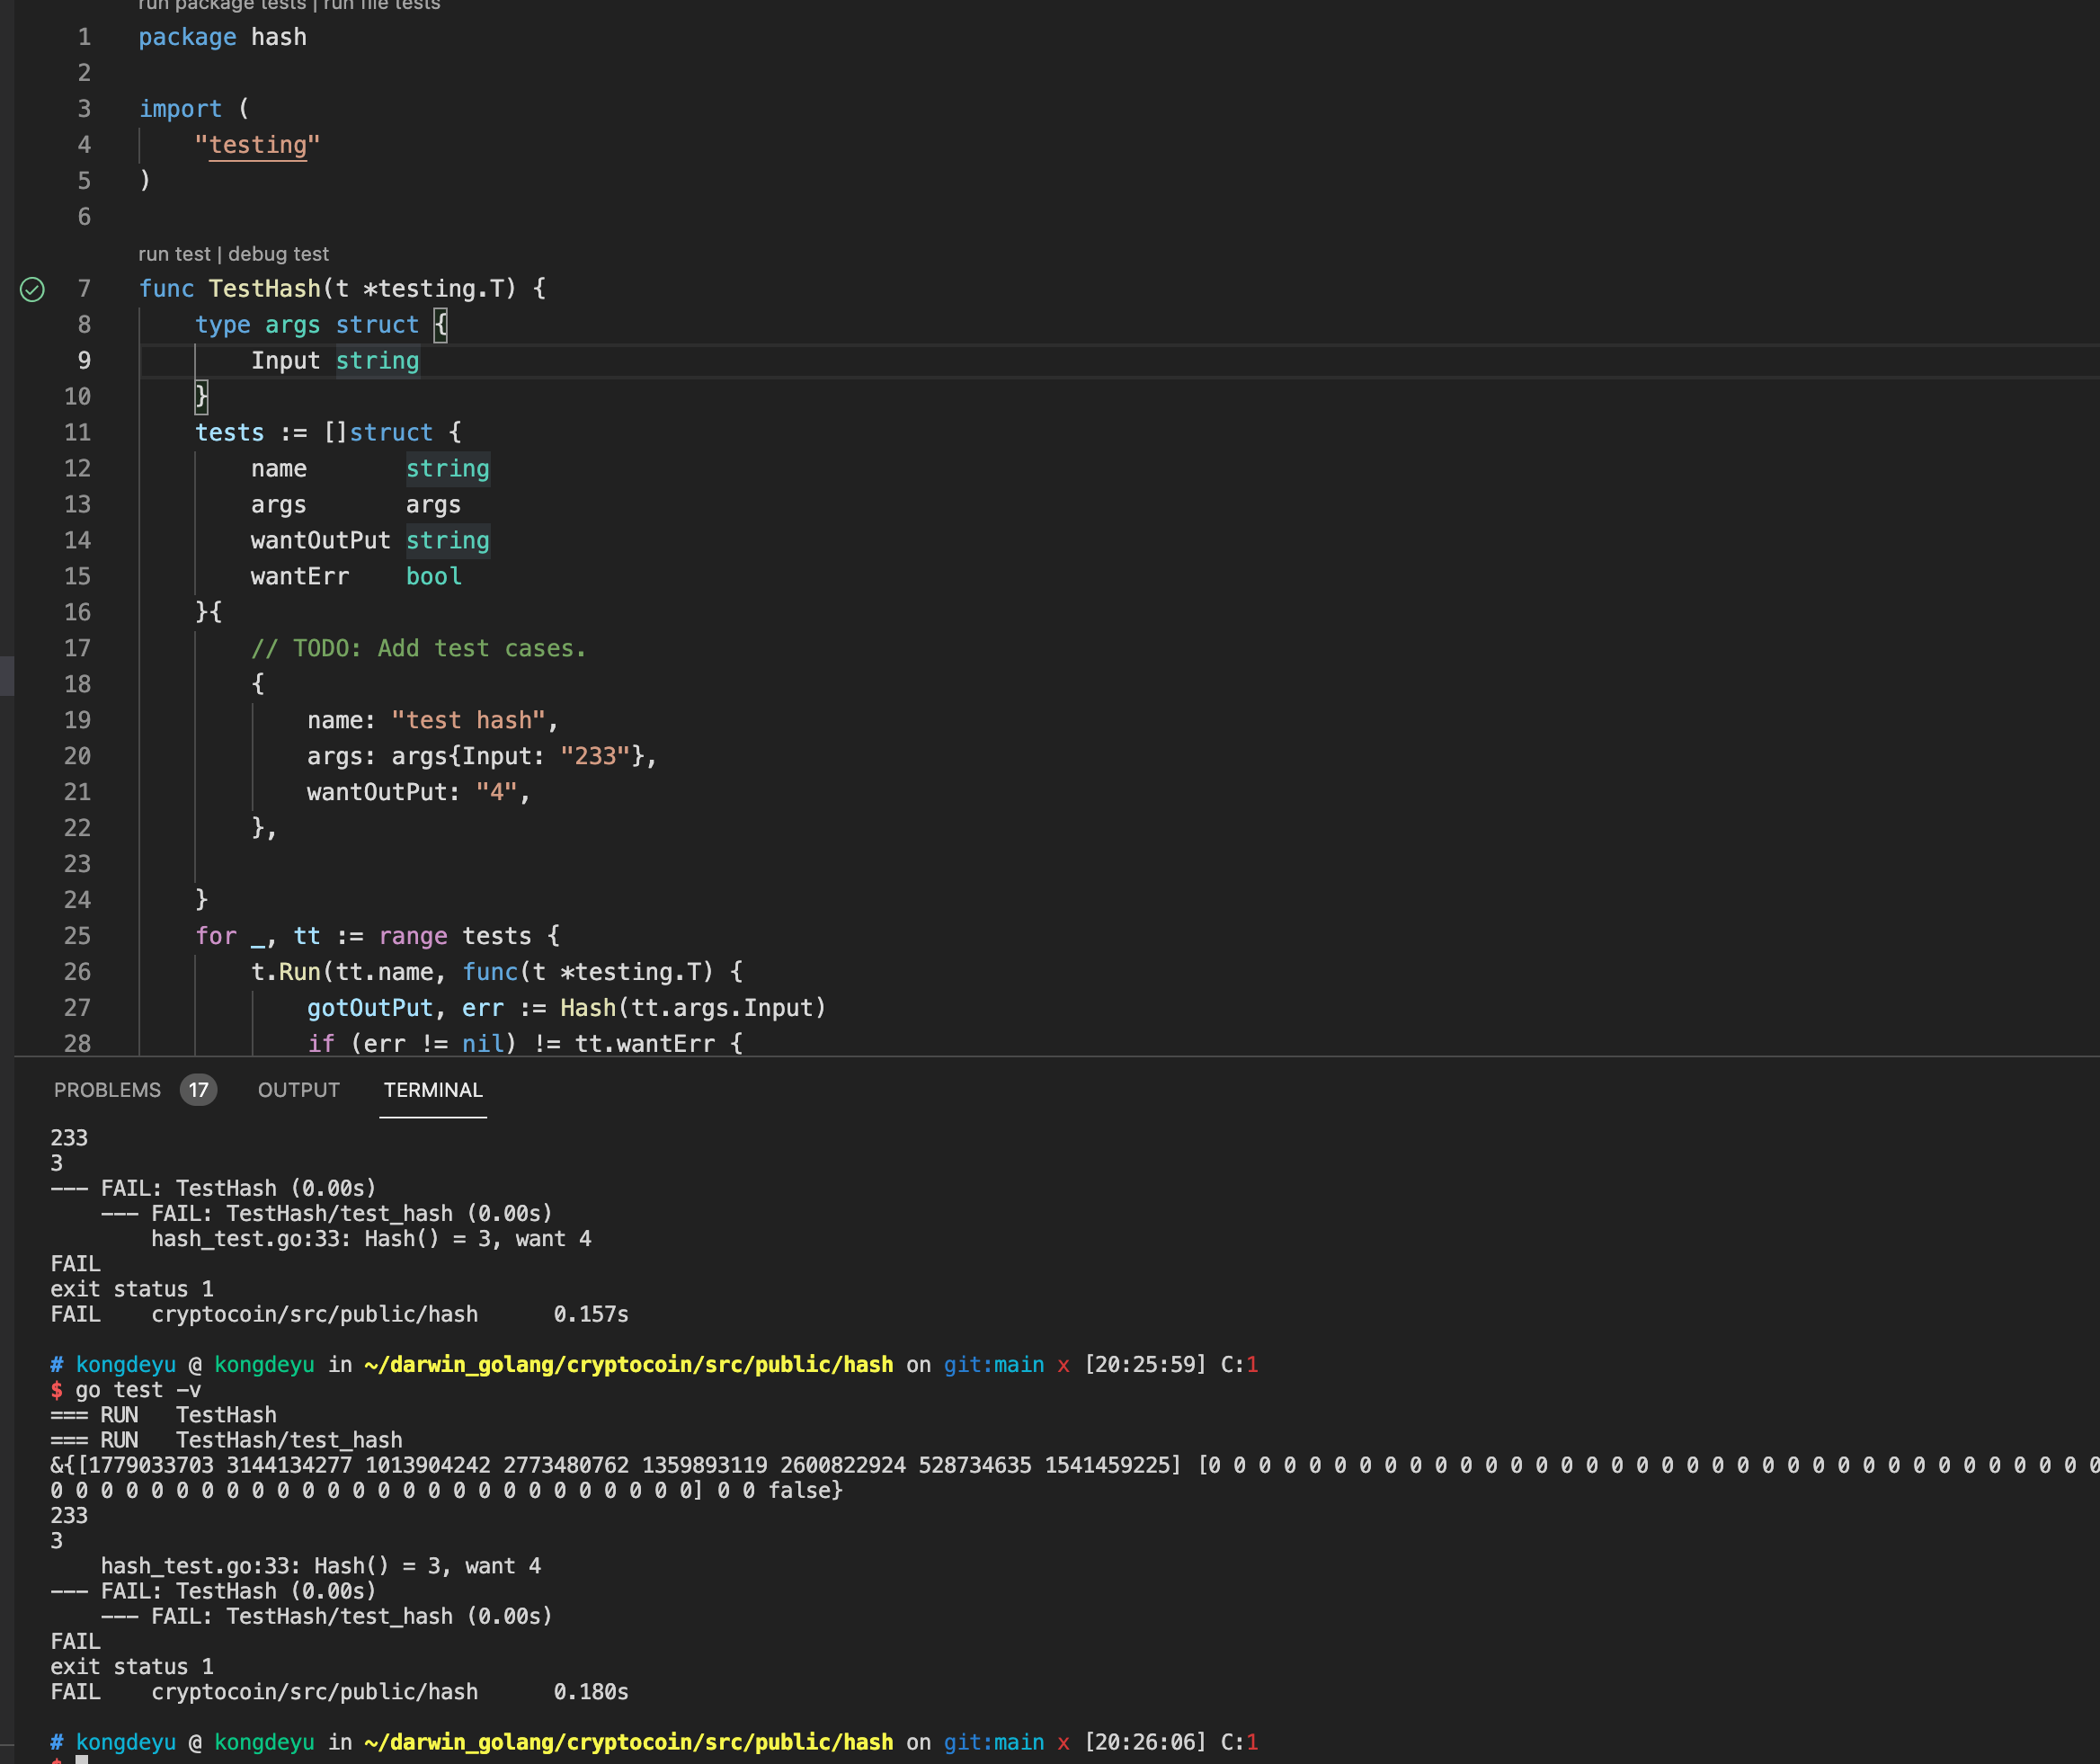 run package tests | run file tests
1 package hash
2
3 import (
4 "testing"
5 )
6
run test | debug test
7 func TestHash(t *testing.T) {
8 type args struct {
9 Input string
10 }
11 tests := []struct {
12 name string
13 args args
14 wantOutPut string
15 wantErr bool
16 }{
17 // TODO: Add test cases.
18 {
19 name: "test hash",
20 args: args{Input: "233"},
21 wantOutPut: "4",
22 },
23
24 }
25 for _, tt := range tests {
26 t.Run(tt.name, func(t *testing.T) {
27 gotOutPut, err := Hash(tt.args.Input)
28 if (err != nil) != tt.wantErr {
PROBLEMS 17 OUTPUT TERMINAL
233
3
--- FAIL: TestHash (0.00s)
--- FAIL: TestHash/test_hash (0.00s)
hash_test.go:33: Hash() = 3, want 4
FAIL
exit status 1
FAIL cryptocoin/src/public/hash 0.157s
# kongdeyu @ kongdeyu in ~/darwin_golang/cryptocoin/src/public/hash on git:main x [20:25:59] C:1
$ go test -v
=== RUN TestHash
=== RUN TestHash/test_hash
&{[1779033703 3144134277 1013904242 2773480762 1359893119 2600822924 528734635 1541459225] [0 0 0 0 0 0 0 0 0 0 0 0 0 0 0 0 0 0 0 0 0 0 0 0 0 0 0 0 0 0 0 0 0 0 0 0
0 0 0 0 0 0 0 0 0 0 0 0 0 0 0 0 0 0 0 0 0 0 0 0 0 0] 0 0 false}
233
3
hash_test.go:33: Hash() = 3, want 4
--- FAIL: TestHash (0.00s)
--- FAIL: TestHash/test_hash (0.00s)
FAIL
exit status 1
FAIL cryptocoin/src/public/hash 0.180s
# kongdeyu @ kongdeyu in ~/darwin_golang/cryptocoin/src/public/hash on git:main x [20:26:06] C:1
$